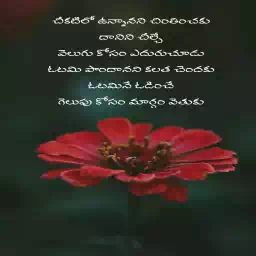 చీకటిలో ఉన్నానని చింతించకు
దానిని చీల్చే
వెలుగు కోసం ఎదురుచూడు
ఓటమి పొందానని కలత చెందకు
ఓటమినే ఓడించే
గెలుపు కోసం మార్గం వెతుకు